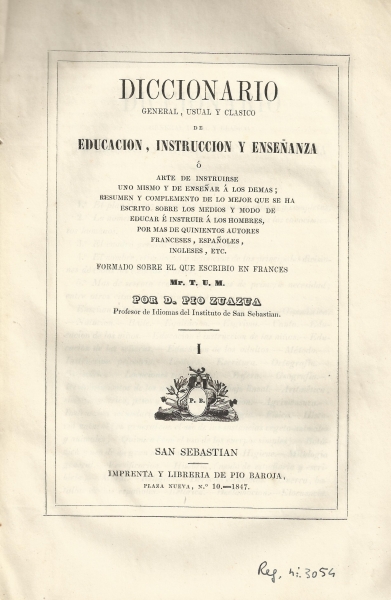 DICCIONARIO
GENERAL, USUAL Y CLASICO
DE
EDUCACION, INSTRUCCION Y ENSEÑANZA
Ó
ARTE DE INSTRUIRSE
UNO MISMO Y DE ENSEÑAR Á LOS DEMAS;
RESUMEN Y COMPLEMENTO DE LO MEJOR QUE SE HA
ESCRITO SOBRE LOS MEDIOS Y MODO DE
EDUCAR É INSTRUIR Á LOS HOMBRES,
POR MAS DE QUINIENTOS AUTORES
FRANCESES, ESPAÑOLES,
INGLESES, ETC.
FORMADO SOBRE EL QUE ESCRIBIO EN FRANCES
Mr. T. U. M.
POR D. PIO ZUAZUA
Profesor de Idiomas del Instituto de San Sebastian.
I
P. B.
SAN SEBASTIAN
IMPRENTA Y LIBRERIA DE PIO BAROJA,
PLAZA NUEVA, N.º 10.—1847.
Reg. nº: 3054